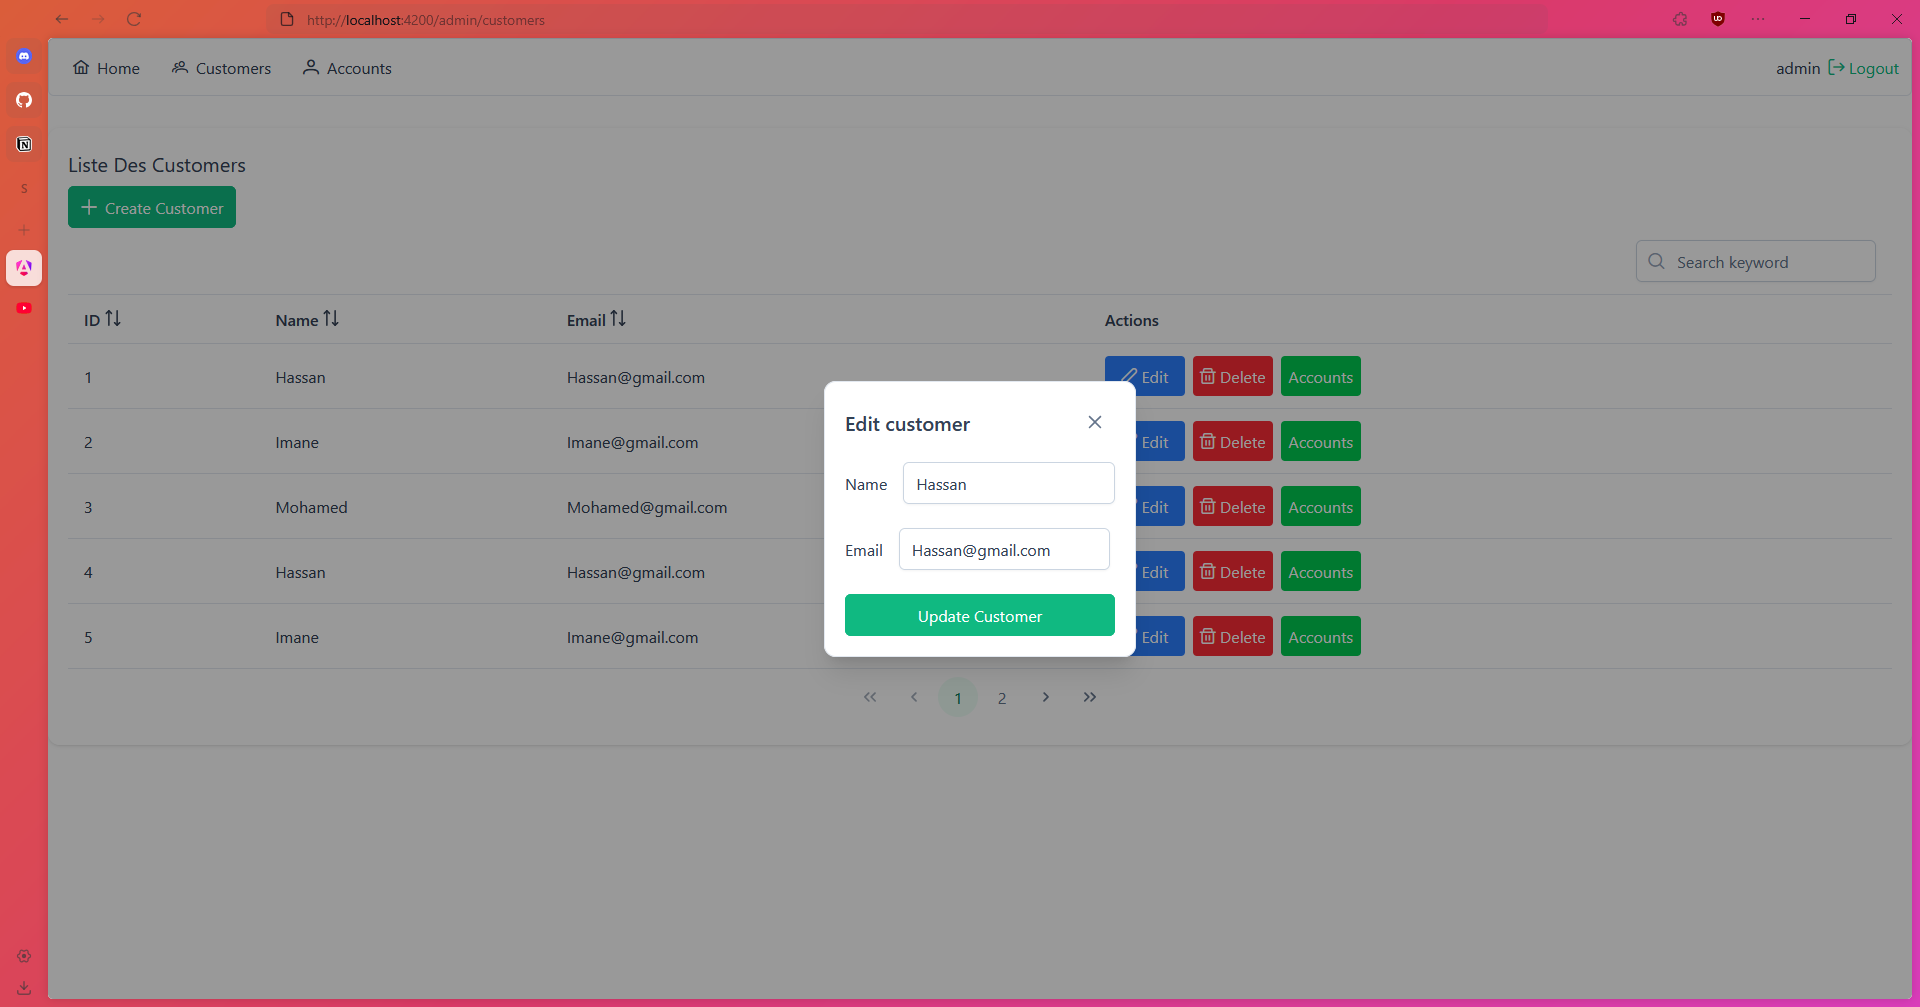 http://localhost:4200/admin/customers
Home Customers Accounts admin Logout
S
Liste Des Customers
Create Customer
Search keyword
ID Name Email Actions
1 Hassan Hassan@gmail.com Edit Delete Accounts
2 Imane Imane@gmail.com Edit Delete Accounts
3 Mohamed Mohamed@gmail.com Edit Delete Accounts
4 Hassan Hassan@gmail.com Edit Delete Accounts
5 Imane Imane@gmail.com Edit Delete Accounts
1 2
Edit customer
Name Hassan
Email Hassan@gmail.com
Update Customer